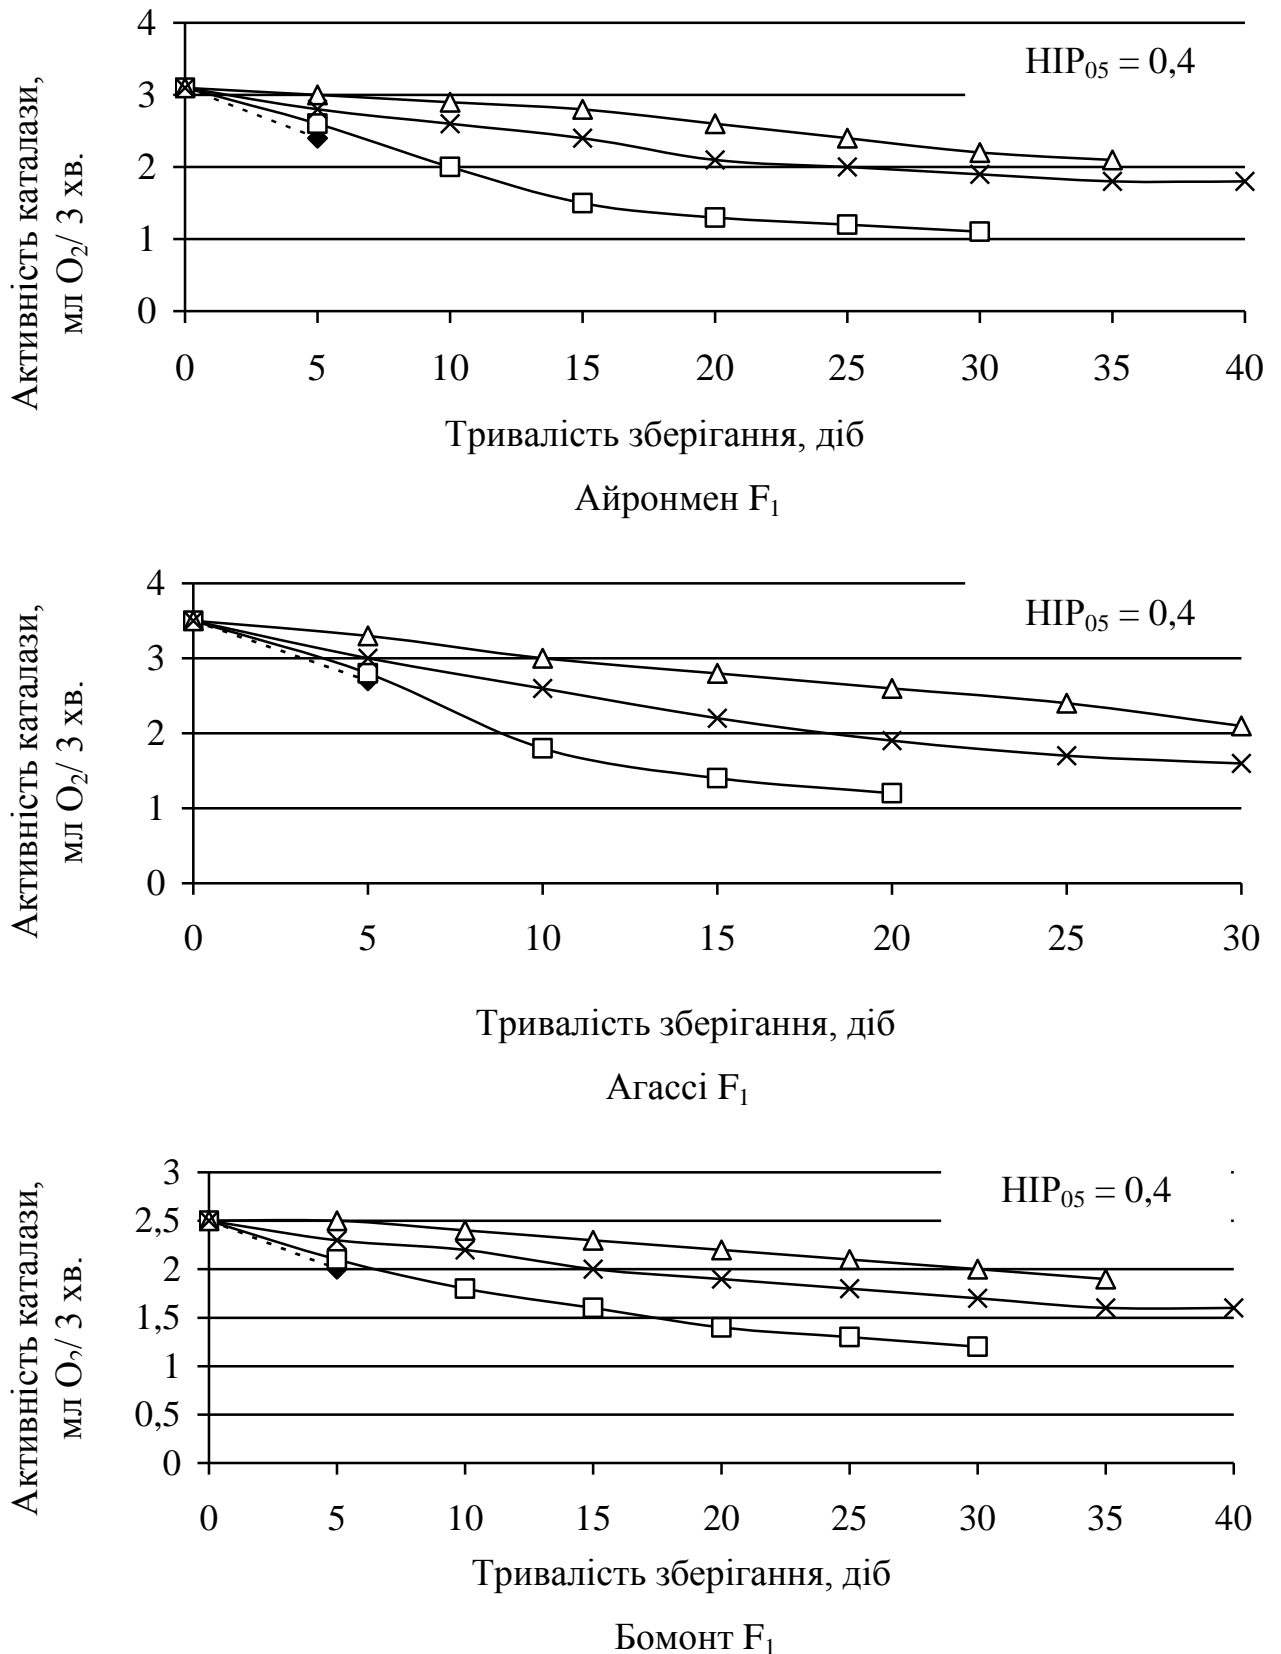 Активність каталази,
мл О₂/ 3 хв.
4
3
2
1
0
НІР₀₅ = 0,4
0 5 10 15 20 25 30 35 40
Тривалість зберігання, діб
Айронмен F₁
Активність каталази,
мл О₂/ 3 хв.
4
3
2
1
0
НІР₀₅ = 0,4
0 5 10 15 20 25 30
Тривалість зберігання, діб
Агассі F₁
Активність каталази,
мл О₂/ 3 хв.
3
2,5
2
1,5
1
0,5
0
НІР₀₅ = 0,4
0 5 10 15 20 25 30 35 40
Тривалість зберігання, діб
Бомонт F₁